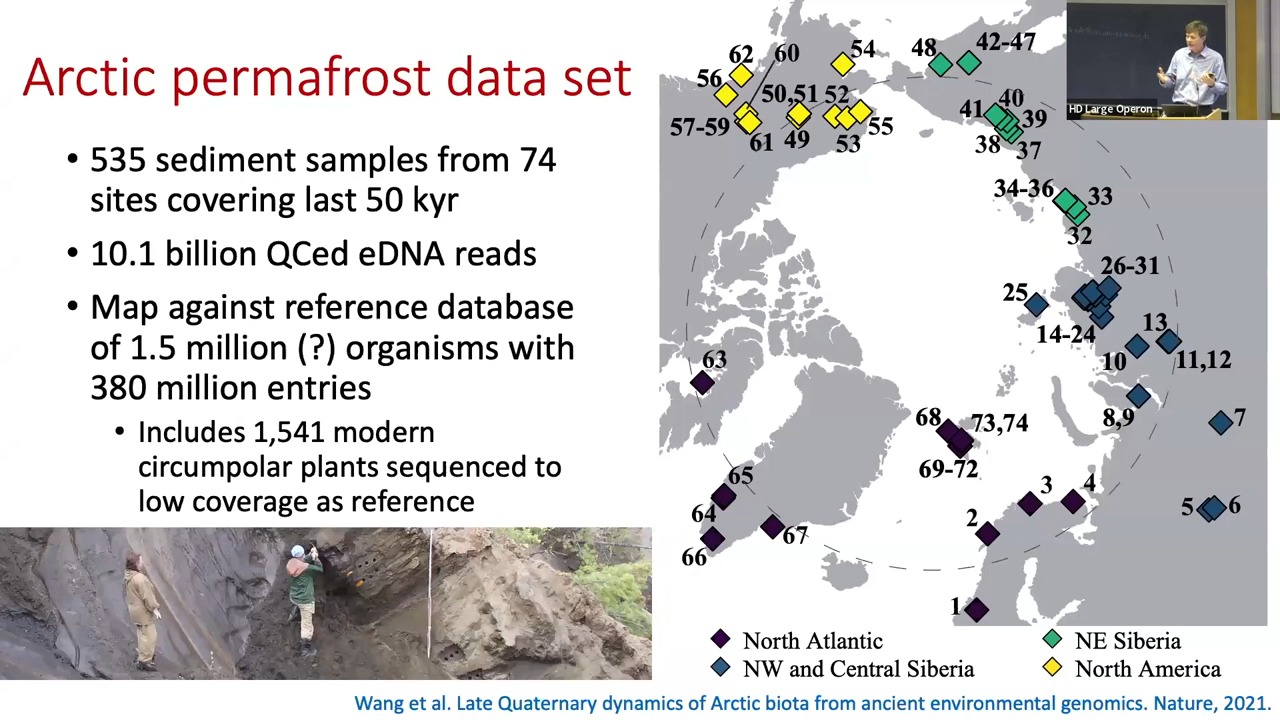 Arctic permafrost data set
• 535 sediment samples from 74
sites covering last 50 kyr
• 10.1 billion QCed eDNA reads
• Map against reference database
of 1.5 million (?) organisms with
380 million entries
• Includes 1,541 modern
circumpolar plants sequenced to
low coverage as reference
62
60
54
48
42-47
56
50,51
52
41
40
39
57-59
61
49
53
55
38
37
34-36
33
32
26-31
25
14-24
13
10
11,12
63
8,9
7
68
73,74
69-72
65
64
66
67
3
4
2
5
6
1
North Atlantic
NE Siberia
NW and Central Siberia
North America
HD Large Operon
Wang et al. Late Quaternary dynamics of Arctic biota from ancient environmental genomics. Nature, 2021.